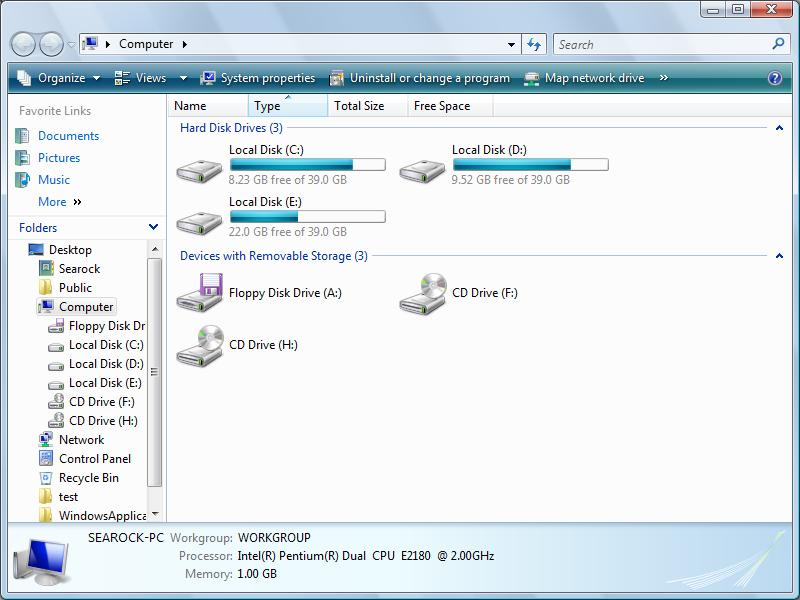 Computer
Search
Organize Views System properties Uninstall or change a program Map network drive »
Name Type Total Size Free Space
Favorite Links
Documents
Pictures
Music
More »
Folders
Desktop
Searock
Public
Computer
Floppy Disk Dr
Local Disk (C:)
Local Disk (D:)
Local Disk (E:)
CD Drive (F:)
CD Drive (H:)
Network
Control Panel
Recycle Bin
test
WindowsApplica
Hard Disk Drives (3)
Local Disk (C:)
8.23 GB free of 39.0 GB
Local Disk (D:)
9.52 GB free of 39.0 GB
Local Disk (E:)
22.0 GB free of 39.0 GB
Devices with Removable Storage (3)
Floppy Disk Drive (A:)
CD Drive (F:)
CD Drive (H:)
SEAROCK-PC Workgroup: WORKGROUP
Processor: Intel(R) Pentium(R) Dual CPU E2180 @ 2.00GHz
Memory: 1.00 GB